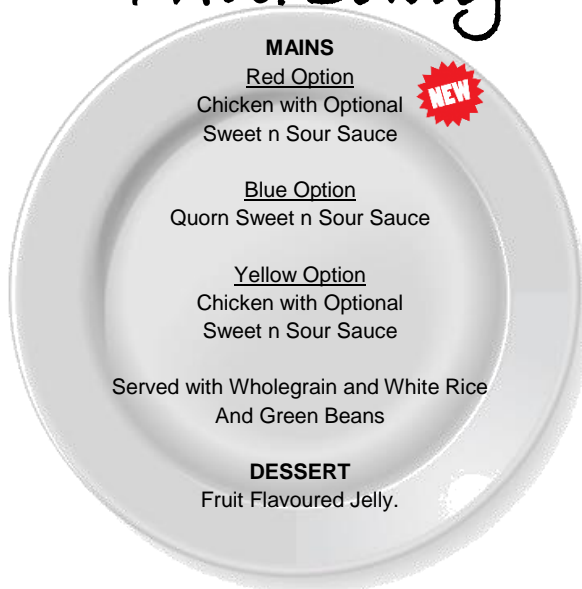 MAINS
Red Option
Chicken with Optional
NEW
Sweet n Sour Sauce
Blue Option
Quorn Sweet n Sour Sauce
Yellow Option
Chicken with Optional
Sweet n Sour Sauce
Served with Wholegrain and White Rice
And Green Beans
DESSERT
Fruit Flavoured Jelly.